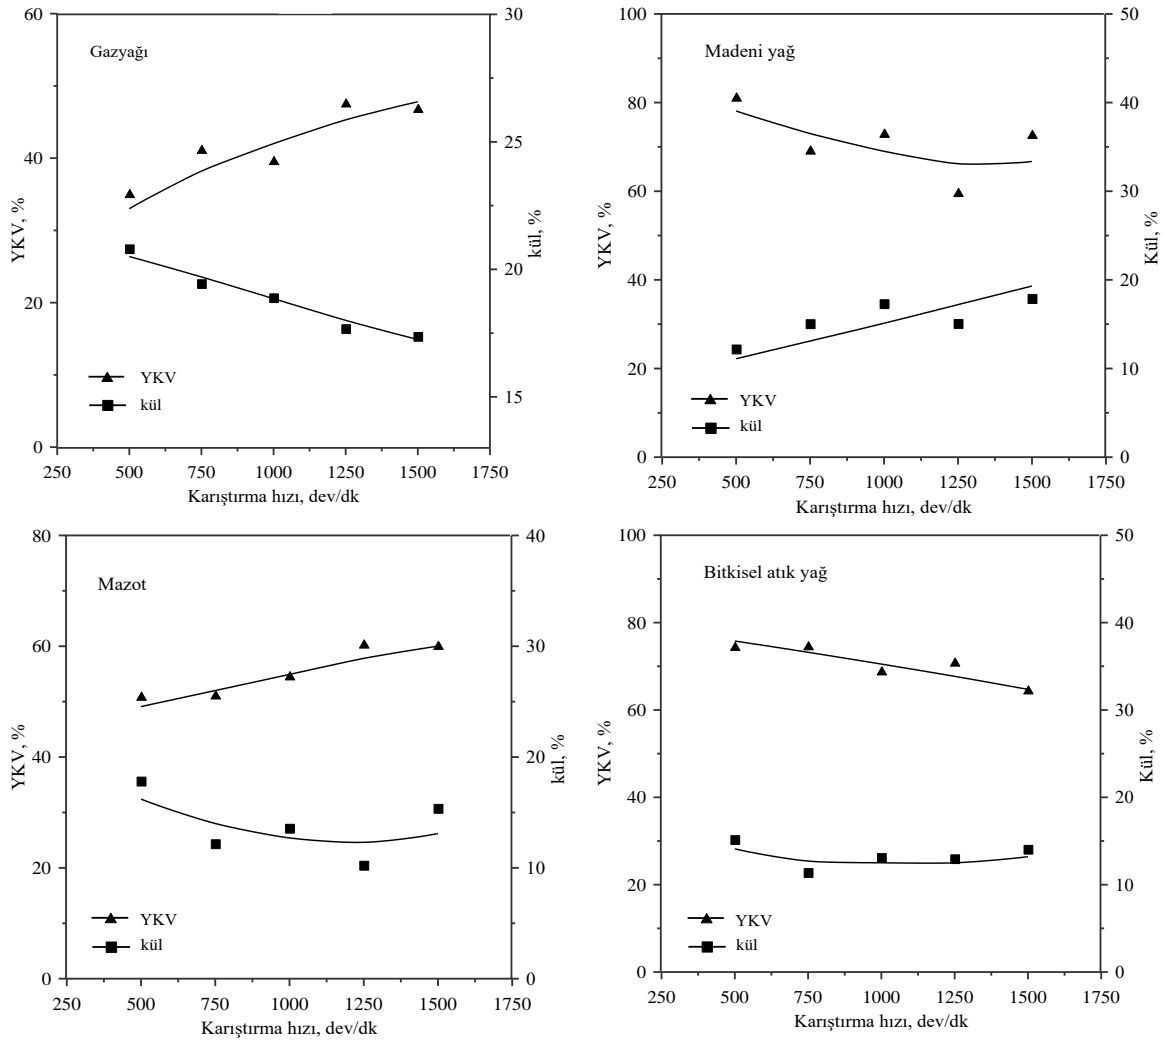 Gazyağı
YKV, %
60
40
20
0
30
25
20
15
kül, %
YKV
kül
250 500 750 1000 1250 1500 1750
Karıştırma hızı, dev/dk
Madeni yağ
YKV, %
100
80
60
40
20
0
50
40
30
20
10
0
Kül, %
YKV
kül
250 500 750 1000 1250 1500 1750
Karıştırma hızı, dev/dk
Mazot
YKV, %
80
60
40
20
0
40
30
20
10
0
kül, %
YKV
kül
250 500 750 1000 1250 1500 1750
Karıştırma hızı, dev/dk
Bitkisel atık yağ
YKV, %
100
80
60
40
20
0
50
40
30
20
10
0
Kül, %
YKV
kül
250 500 750 1000 1250 1500 1750
Karıştırma hızı, dev/dk